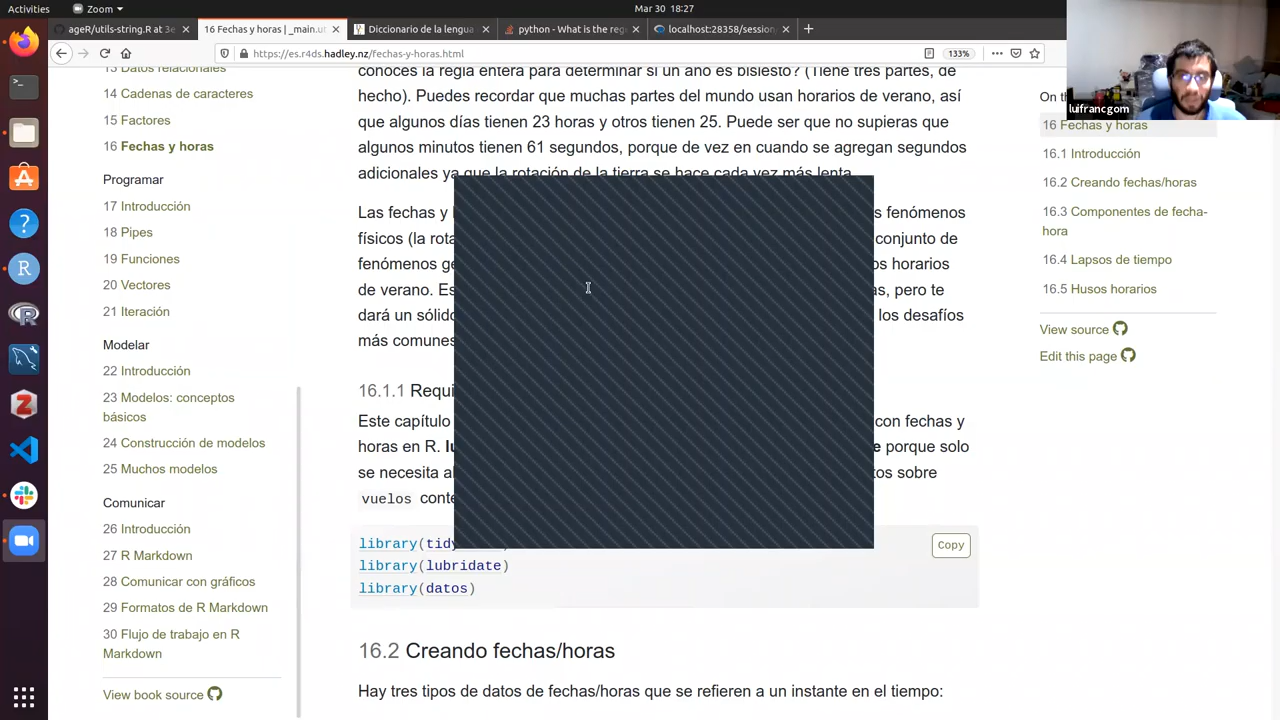 Activities
Zoom
Mar 30 18:27
ageR/utils-string.R at 3e
16 Fechas y horas | _main.u
Diccionario de la lengua
python - What is the reg
localhost:28358/session
https://es.r4ds.hadley.nz/fechas-y-horas.html
133%
luifrancgom
13 Datos relacionales
14 Cadenas de caracteres
15 Factores
16 Fechas y horas
Programar
17 Introducción
18 Pipes
19 Funciones
20 Vectores
21 Iteración
Modelar
22 Introducción
23 Modelos: conceptos
básicos
24 Construcción de modelos
25 Muchos modelos
Comunicar
26 Introducción
27 R Markdown
28 Comunicar con gráficos
29 Formatos de R Markdown
30 Flujo de trabajo en R
Markdown
View book source
conoces la regla entera para determinar si un año es bisiesto? (Tiene tres partes, de
hecho). Puedes recordar que muchas partes del mundo usan horarios de verano, así
que algunos días tienen 23 horas y otros tienen 25. Puede ser que no supieras que
algunos minutos tienen 61 segundos, porque de vez en cuando se agregan segundos
adicionales ya que la rotación de la tierra se hace cada vez más lenta.
Las fechas y fenómenos
físicos (la conjunto de
fenómenos horarios
de verano. pero te
dará un sólido los desafíos
más comunes
16.1.1
Este capítulo con fechas y
horas en R. porque solo
se necesita sobre
vuelos
library(
library(lubridate)
library(datos)
Copy
16.2 Creando fechas/horas
Hay tres tipos de datos de fechas/horas que se refieren a un instante en el tiempo:
On
16 Fechas y horas
16.1 Introducción
16.2 Creando fechas/horas
16.3 Componentes de fecha-
hora
16.4 Lapsos de tiempo
16.5 Husos horarios
View source
Edit this page